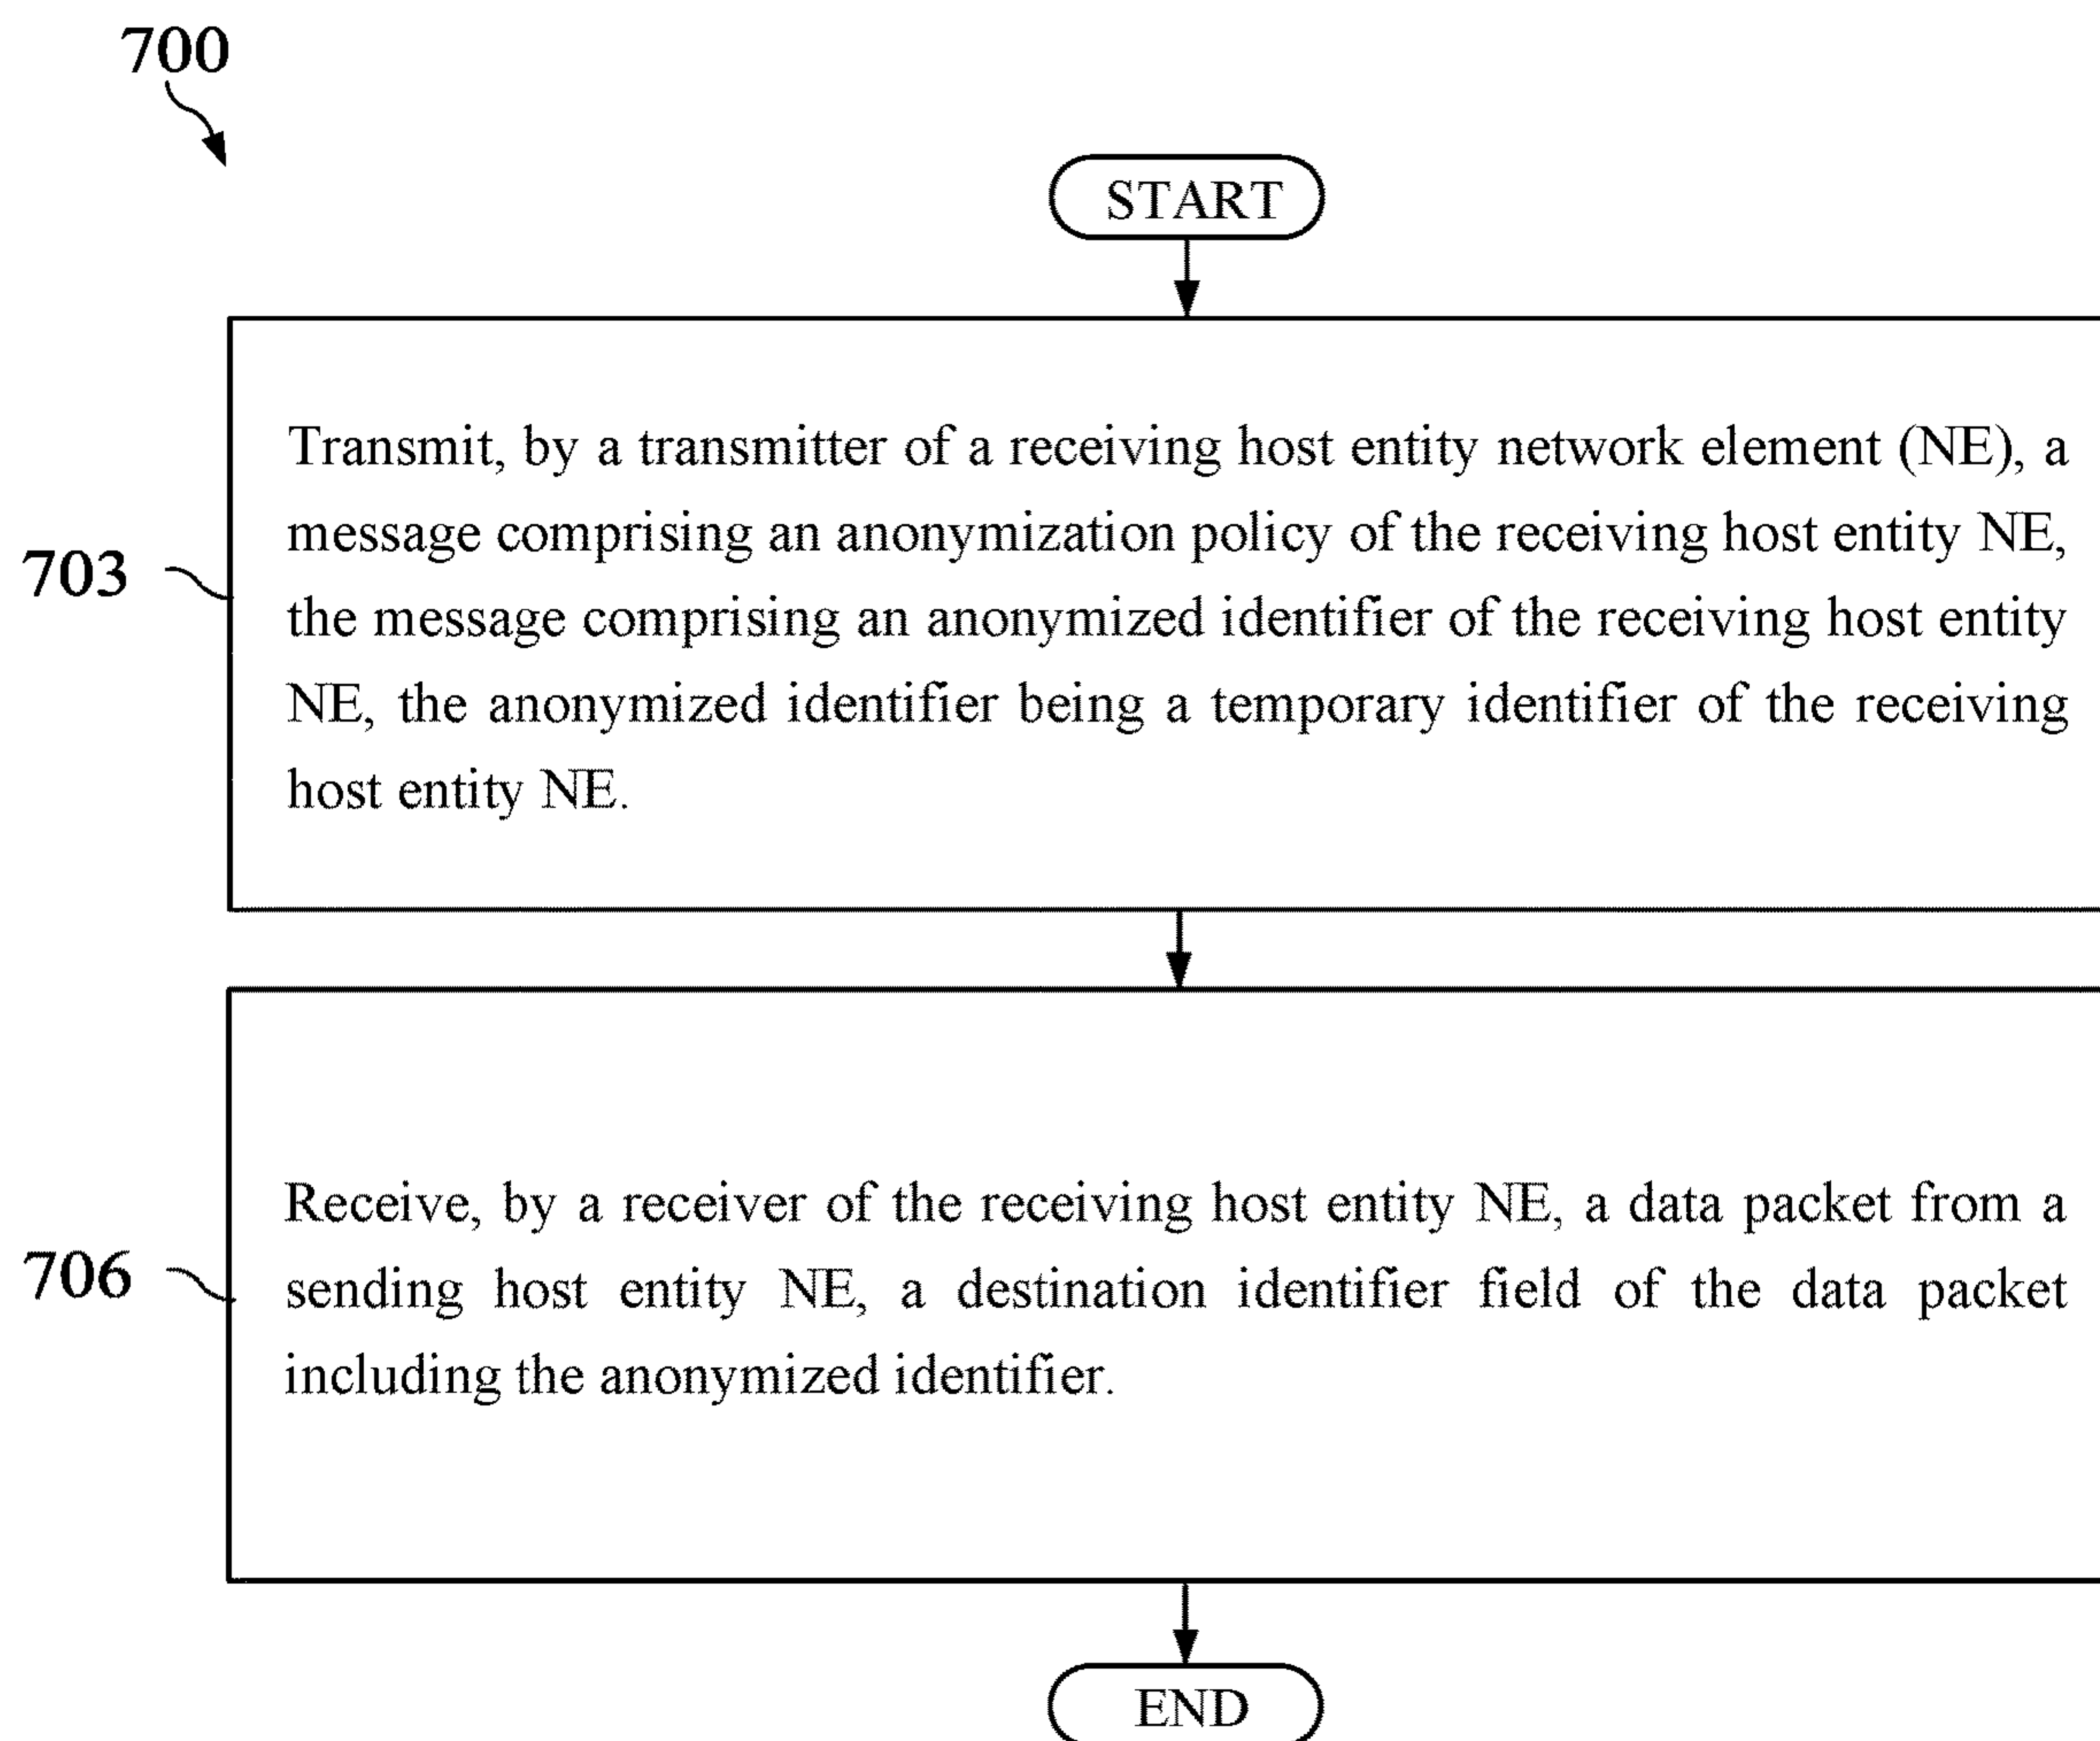 700
START
703
Transmit, by a transmitter of a receiving host entity network element (NE), a
message comprising an anonymization policy of the receiving host entity NE,
the message comprising an anonymized identifier of the receiving host entity
NE, the anonymized identifier being a temporary identifier of the receiving
host entity NE.
706
Receive, by a receiver of the receiving host entity NE, a data packet from a
sending host entity NE, a destination identifier field of the data packet
including the anonymized identifier.
END